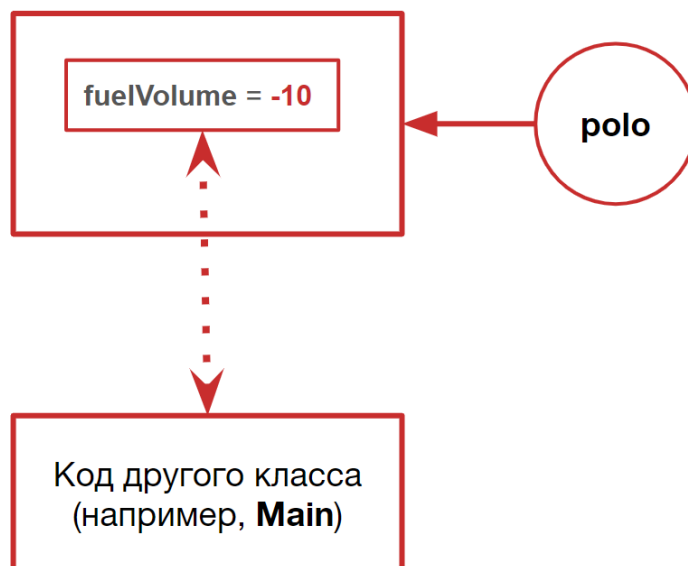 fuelVolume = -10
polo
Код другого класса
(например, Main)